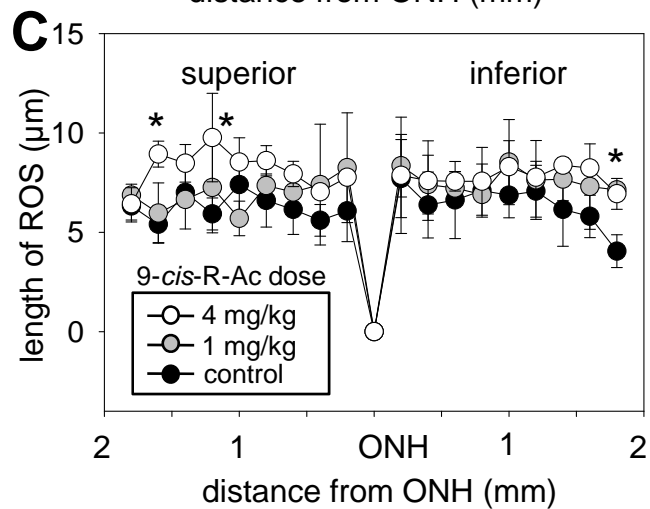 distance from ONH (mm)
C
15
superior
inferior
*
*
*
10
length of ROS (µm)
5
9-cis-R-Ac dose
4 mg/kg
1 mg/kg
control
0
2
1
ONH
1
2
distance from ONH (mm)